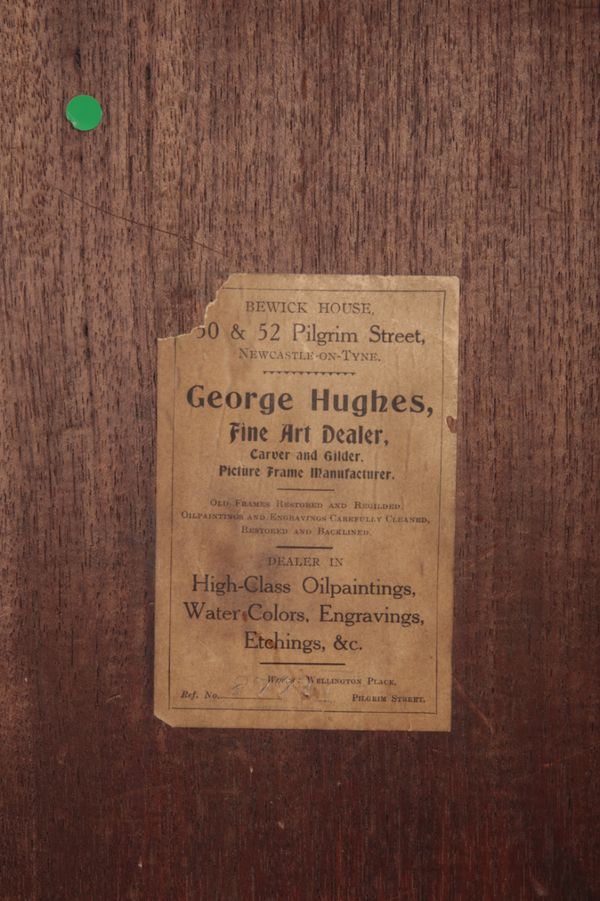 BEWICK HOUSE,
50 & 52 Pilgrim Street,
NEWCASTLE-ON-TYNE.
George Hughes,
Fine Art Dealer,
Carver and Gilder,
Picture Frame Manufacturer.
OLD FRAMES RESTORED AND REGILDED.
OILPAINTINGS AND ENGRAVINGS CAREFULLY CLEANED,
RESTORED AND BACKLINED.
DEALER IN
High-Class Oilpaintings,
Water Colors, Engravings,
Etchings, &c.
Works: WELLINGTON PLACE,
Ref. No. PILGRIM STREET.